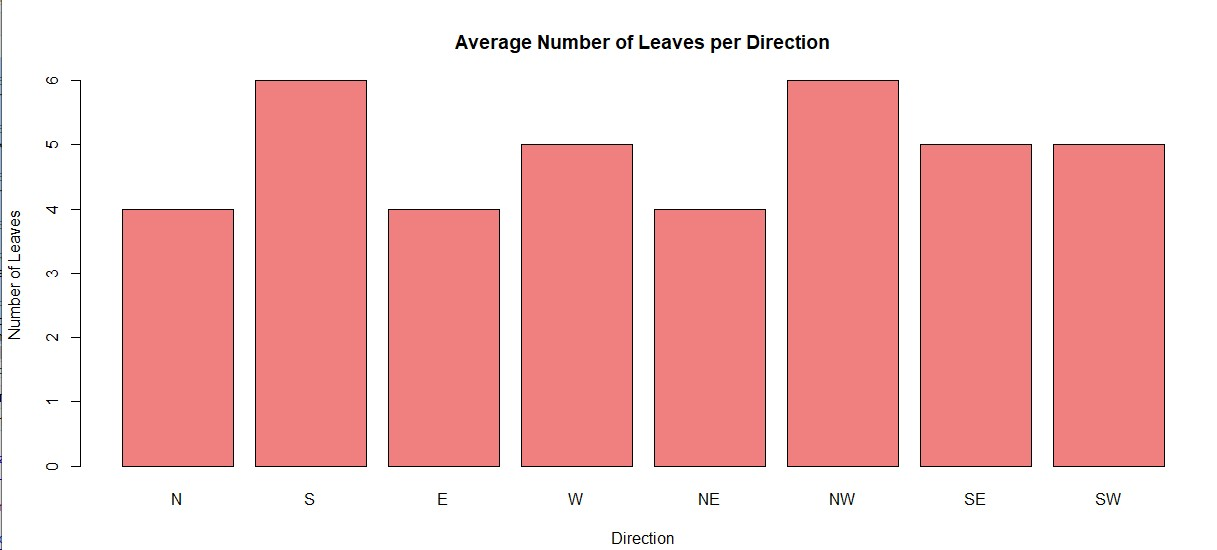 Average Number of Leaves per Direction
Number of Leaves
6
5
4
3
2
1
0
N S E W NE NW SE SW
Direction